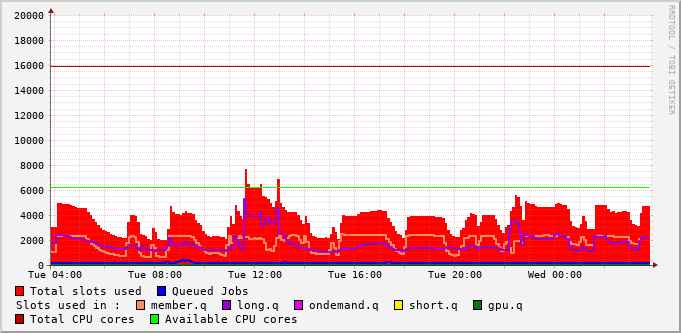 20000
18000
16000
14000
12000
10000
8000
6000
4000
2000
0
Tue 04:00 Tue 08:00 Tue 12:00 Tue 16:00 Tue 20:00 Wed 00:00
Total slots used Queued Jobs
Slots used in : member.q long.q ondemand.q short.q gpu.q
Total CPU cores Available CPU cores
RRDTOOL / TOBI OETIKER